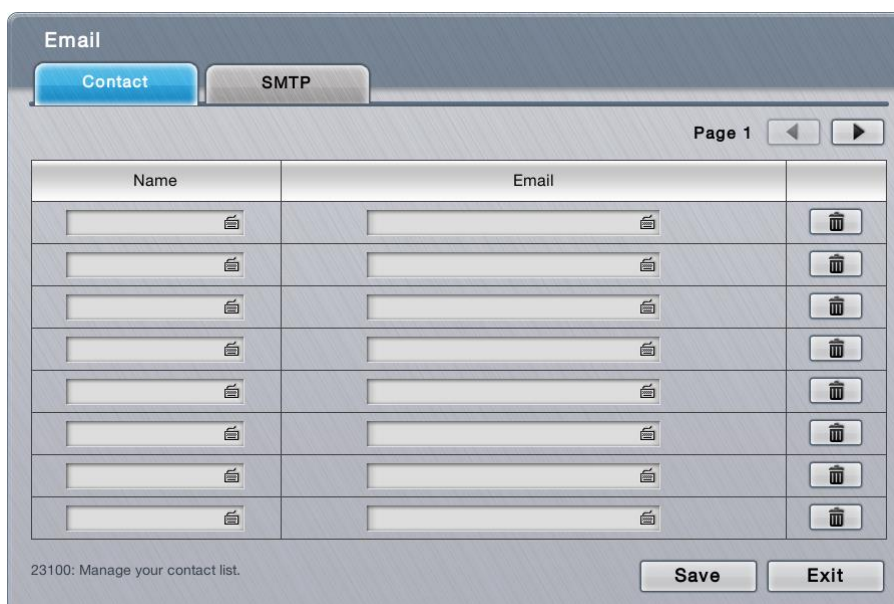 Email
Contact SMTP
Page 1
Name Email
23100: Manage your contact list.
Save Exit